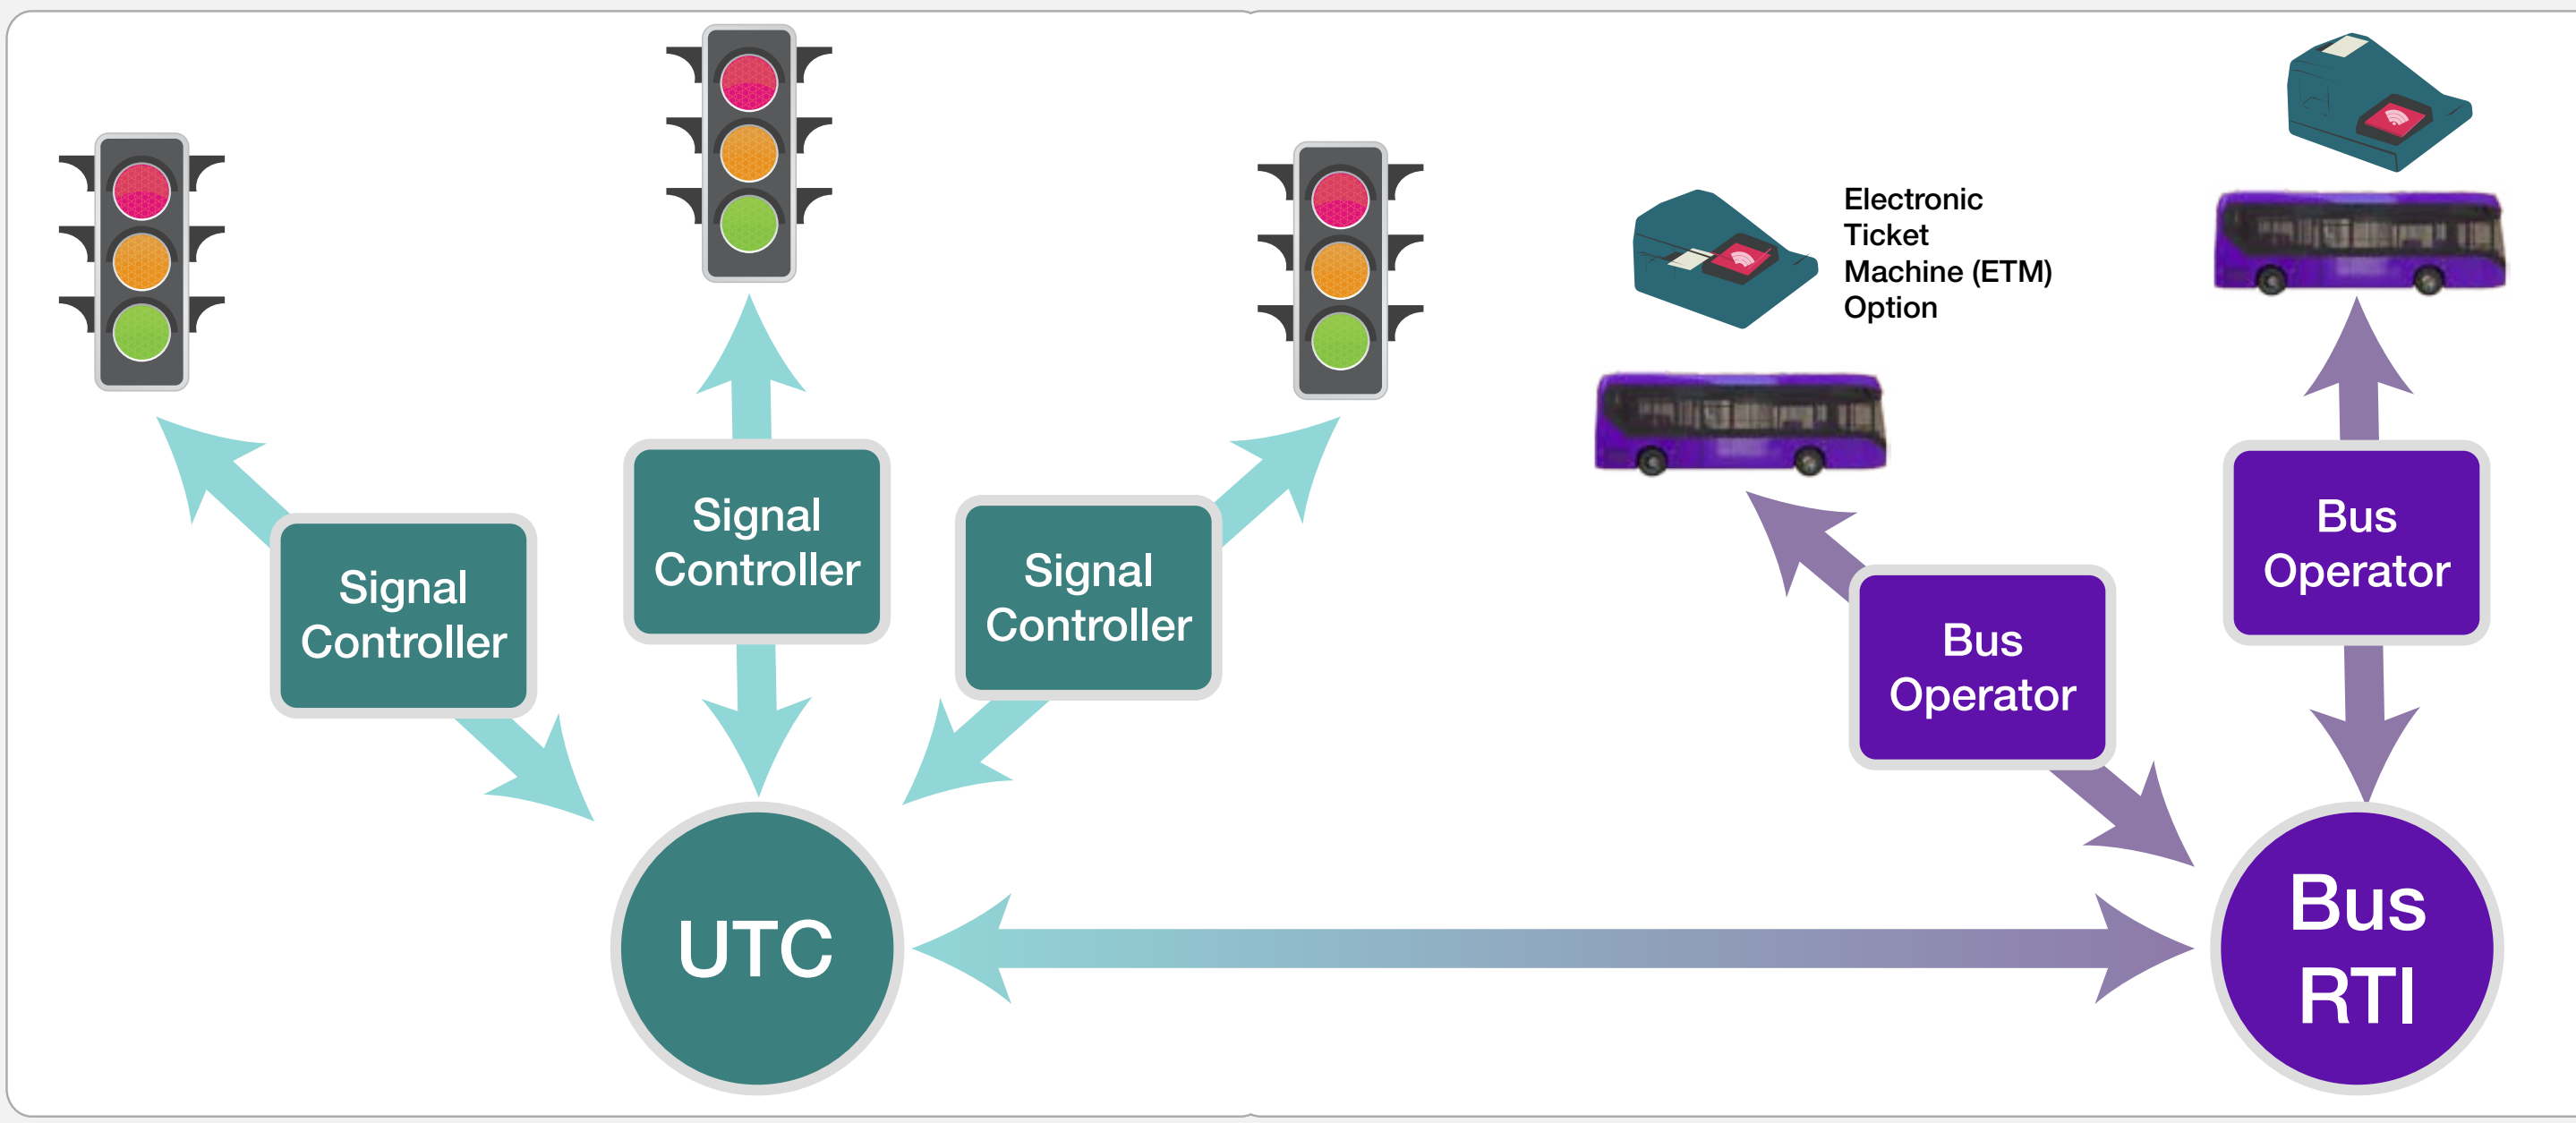 Electronic
Ticket
Machine (ETM)
Option
Signal
Controller
Signal
Controller
Signal
Controller
Bus
Operator
Bus
Operator
UTC
Bus
RTI